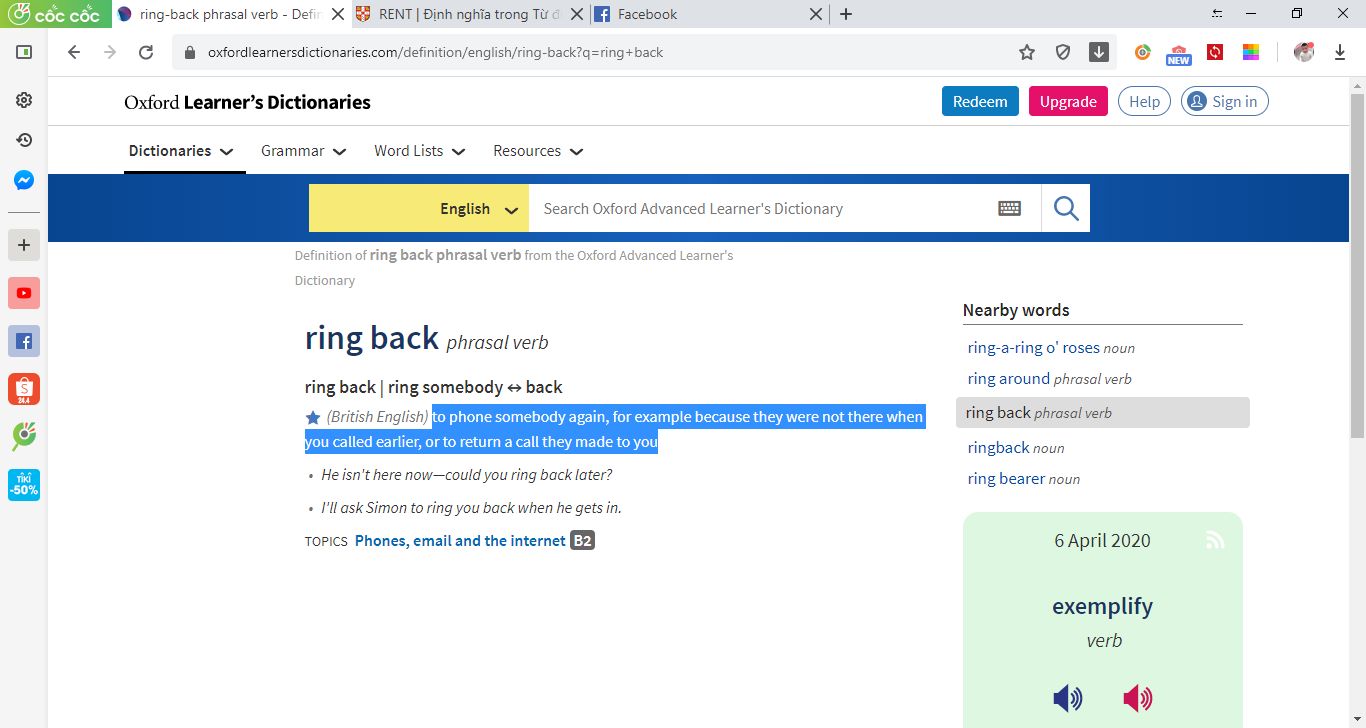 cốc cốc
ring-back phrasal verb - Defin
RENT | Định nghĩa trong Từ đ
Facebook
oxfordlearnersdictionaries.com/definition/english/ring-back?q=ring+back
NEW
Oxford Learner's Dictionaries
Redeem
Upgrade
Help
Sign in
Dictionaries
Grammar
Word Lists
Resources
English
Search Oxford Advanced Learner's Dictionary
Definition of ring back phrasal verb from the Oxford Advanced Learner's
Dictionary
ring back phrasal verb
ring back | ring somebody ↔ back
(British English) to phone somebody again, for example because they were not there when
you called earlier, or to return a call they made to you
• He isn't here now—could you ring back later?
• I'll ask Simon to ring you back when he gets in.
TOPICS Phones, email and the internet B2
Nearby words
ring-a-ring o' roses noun
ring around phrasal verb
ring back phrasal verb
ringback noun
ring bearer noun
6 April 2020
exemplify
verb
S
24.4
TIKI
-50%